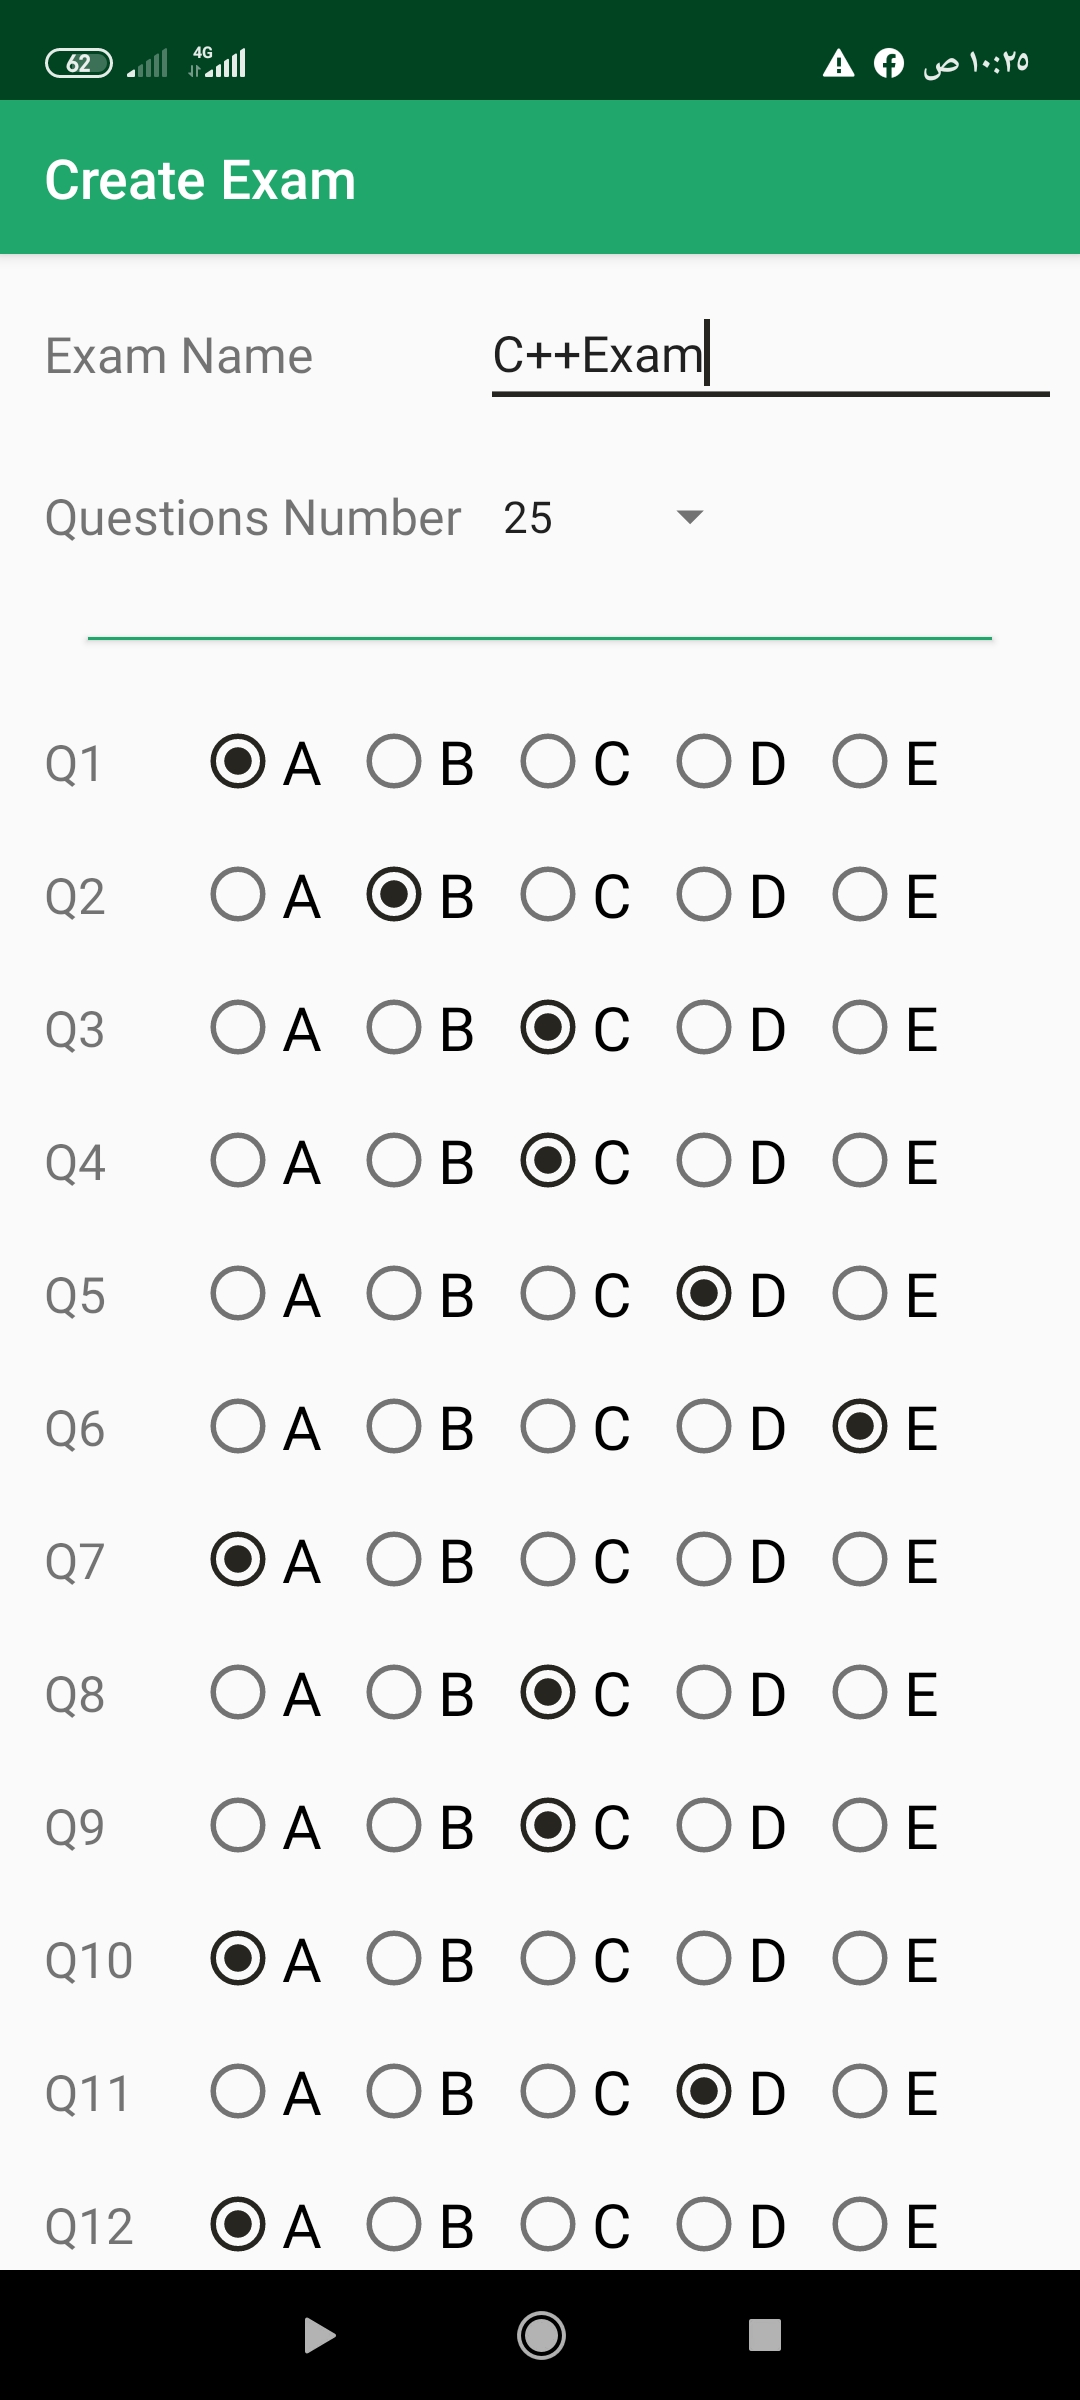 62 4G ١٠:٢٥ ص
Create Exam
Exam Name C++Exam
Questions Number 25
Q1 A B C D E
Q2 A B C D E
Q3 A B C D E
Q4 A B C D E
Q5 A B C D E
Q6 A B C D E
Q7 A B C D E
Q8 A B C D E
Q9 A B C D E
Q10 A B C D E
Q11 A B C D E
Q12 A B C D E